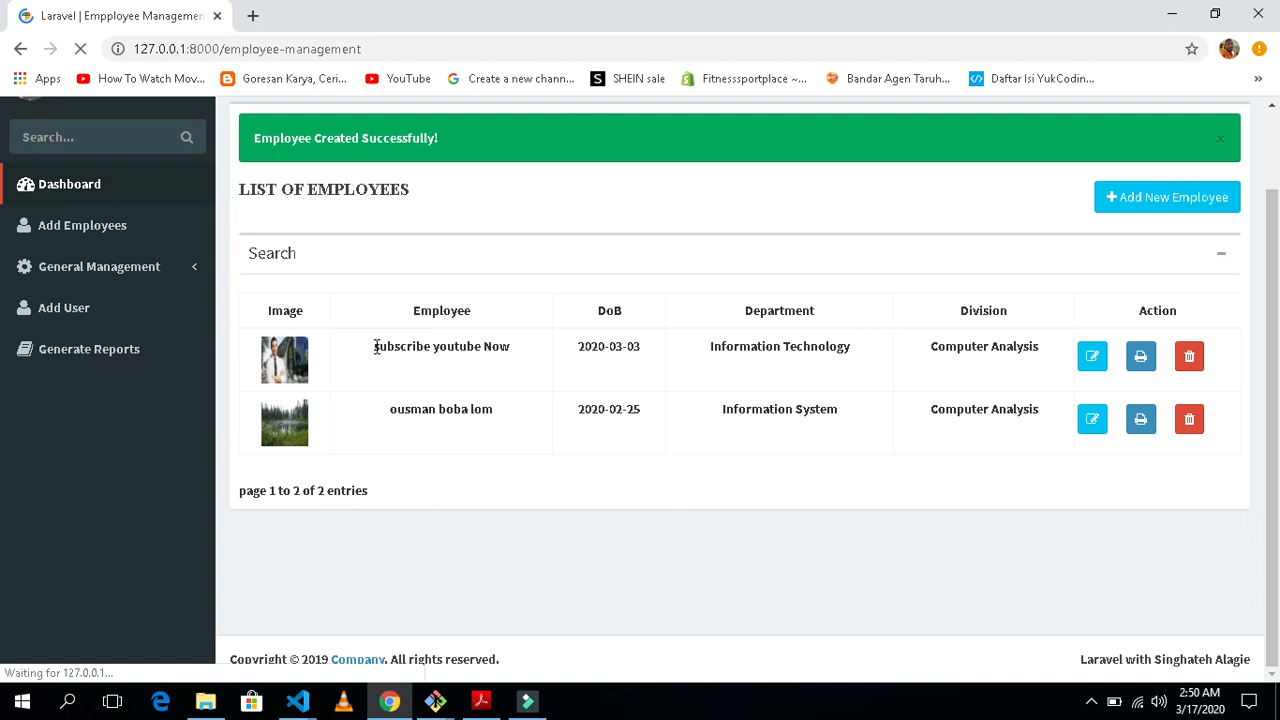 Laravel | Empployee Managemer
127.0.0.1:8000/employee-management
Apps
How To Watch Mov...
Goresan Karya, Ceri...
YouTube
Create a new chann...
SHEIN sale
Fitnesssportplace ~...
Bandar Agen Taruh...
Daftar Isi YukCodin...
»
Search...
Dashboard
Add Employees
General Management
Add User
Generate Reports
Employee Created Successfully!
×
LIST OF EMPLOYEES
Add New Employee
Search
Image Employee DoB Department Division Action
subscribe youtube Now 2020-03-03 Information Technology Computer Analysis
ousman boba lom 2020-02-25 Information System Computer Analysis
page 1 to 2 of 2 entries
Copyright © 2019 Company. All rights reserved.
Laravel with Singhateh Alagie
Waiting for 127.0.0.1...
2:50 AM
3/17/2020